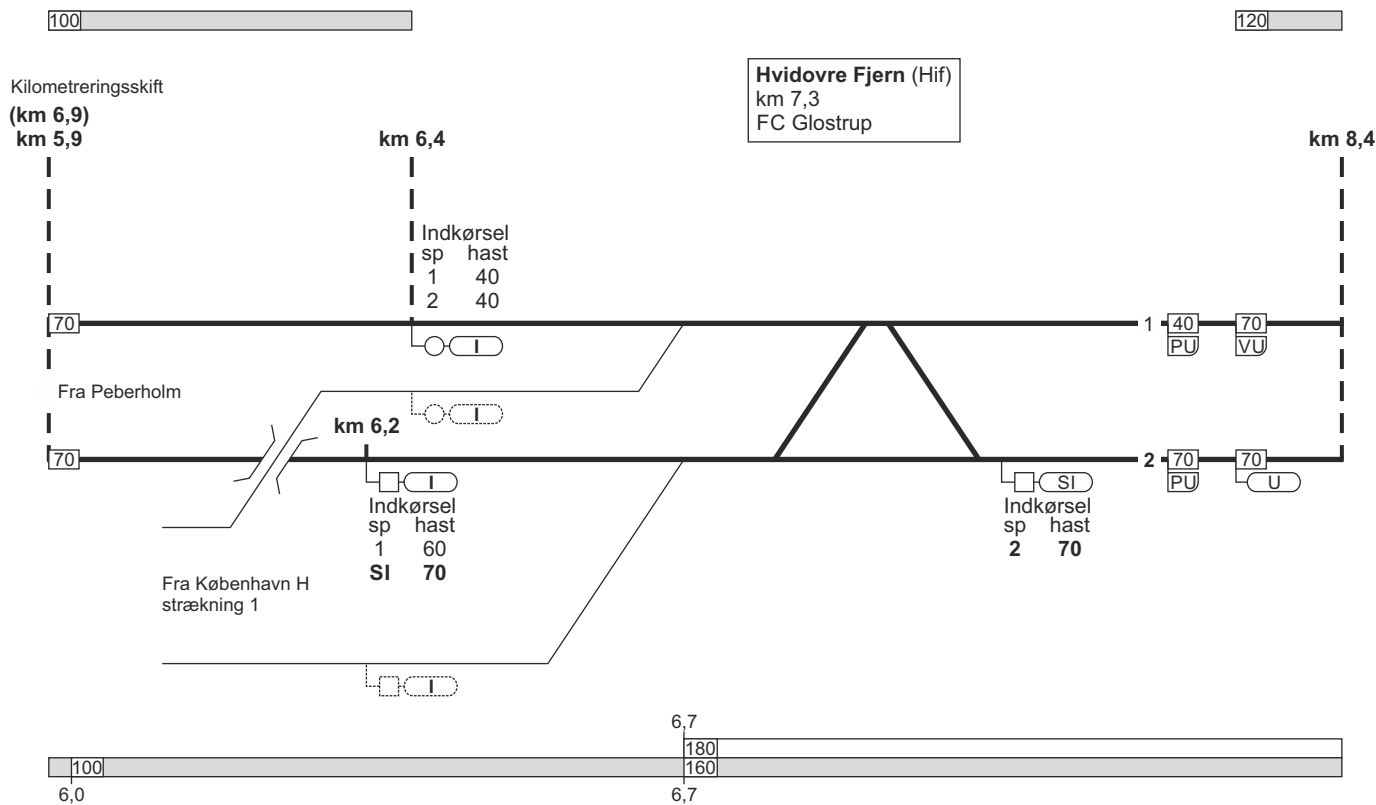 100
120
Kilometreringsskift
(km 6,9)
km 5,9
km 6,4
Hvidovre Fjern (Hif)
km 7,3
FC Glostrup
km 8,4
Indkørsel
sp hast
1 40
2 40
70
1
40
70
I
PU
VU
Fra Peberholm
I
km 6,2
70
2
70
70
I
SI
PU
U
Indkørsel
sp hast
1 60
SI 70
Indkørsel
sp hast
2 70
Fra København H
strækning 1
I
6,7
180
100
160
6,0
6,7